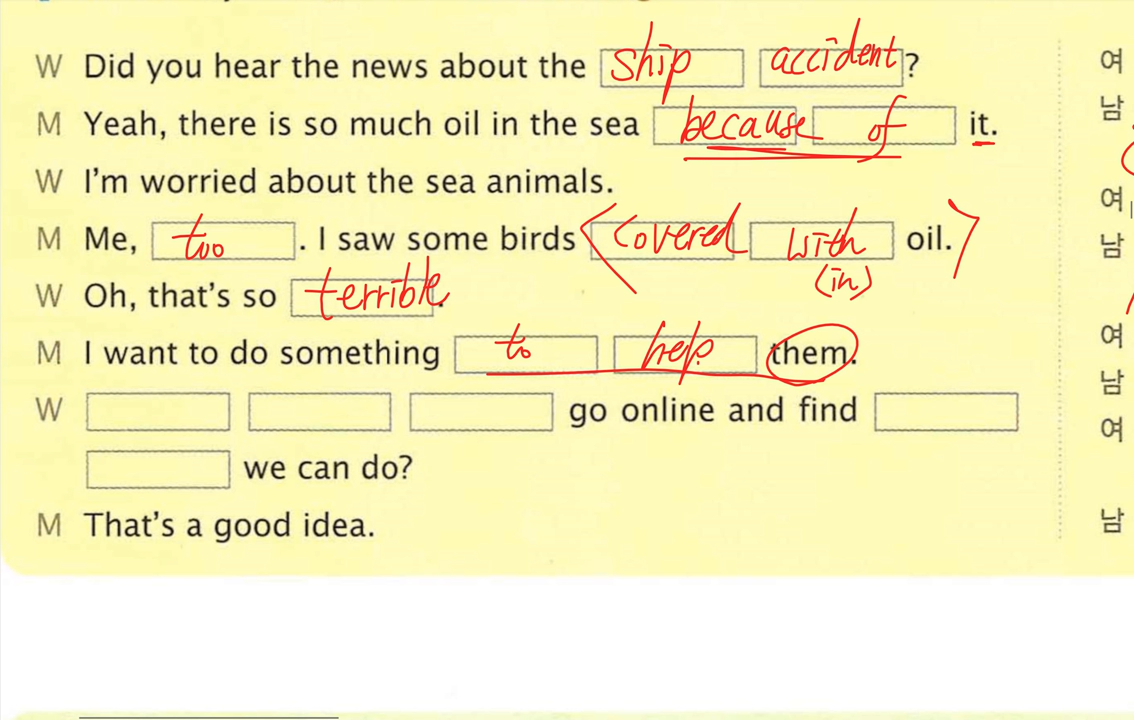 W Did you hear the news about the ship accident?
M Yeah, there is so much oil in the sea because of it.
W I'm worried about the sea animals.
M Me, too. I saw some birds <covered with oil.>
(in)
W Oh, that's so terrible.
M I want to do something to help them.
W go online and find
we can do?
M That's a good idea.
여
남
여
남
여
남
여
남